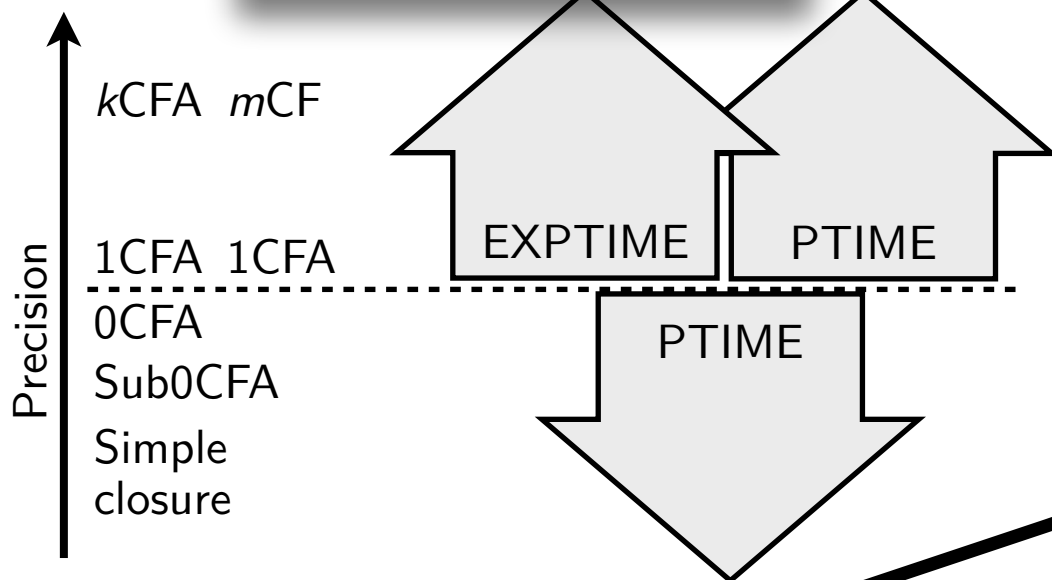 kCFA mCF
EXPTIME PTIME
1CFA 1CFA
0CFA
PTIME
Sub0CFA
Simple
closure
Precision